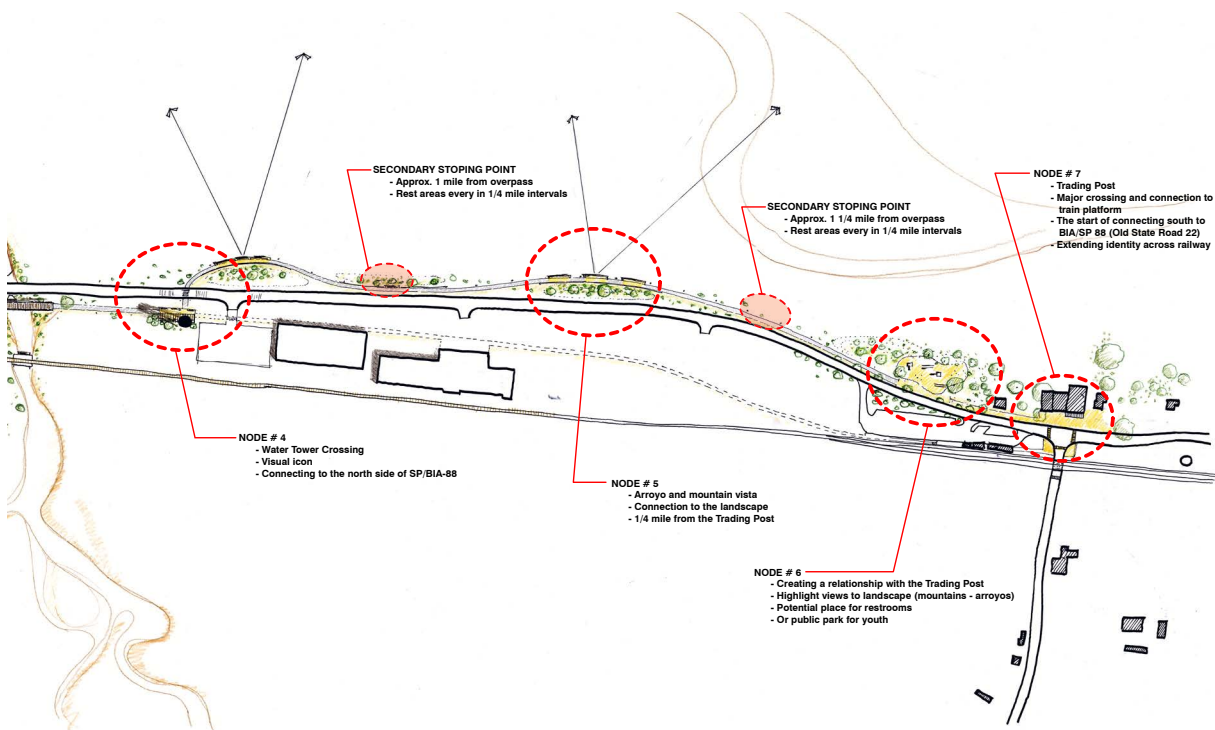 SECONDARY STOPING POINT
- Approx. 1 mile from overpass
- Rest areas every in 1/4 mile intervals
SECONDARY STOPING POINT
- Approx. 1 1/4 mile from overpass
- Rest areas every in 1/4 mile intervals
NODE # 7
- Trading Post
- Major crossing and connection to
train platform
- The start of connecting south to
BIA/SP 88 (Old State Road 22)
- Extending identity across railway
NODE # 4
- Water Tower Crossing
- Visual icon
- Connecting to the north side of SP/BIA-88
NODE # 5
- Arroyo and mountain vista
- Connection to the landscape
- 1/4 mile from the Trading Post
NODE # 6
- Creating a relationship with the Trading Post
- Highlight views to landscape (mountains - arroyos)
- Potential place for restrooms
- Or public park for youth